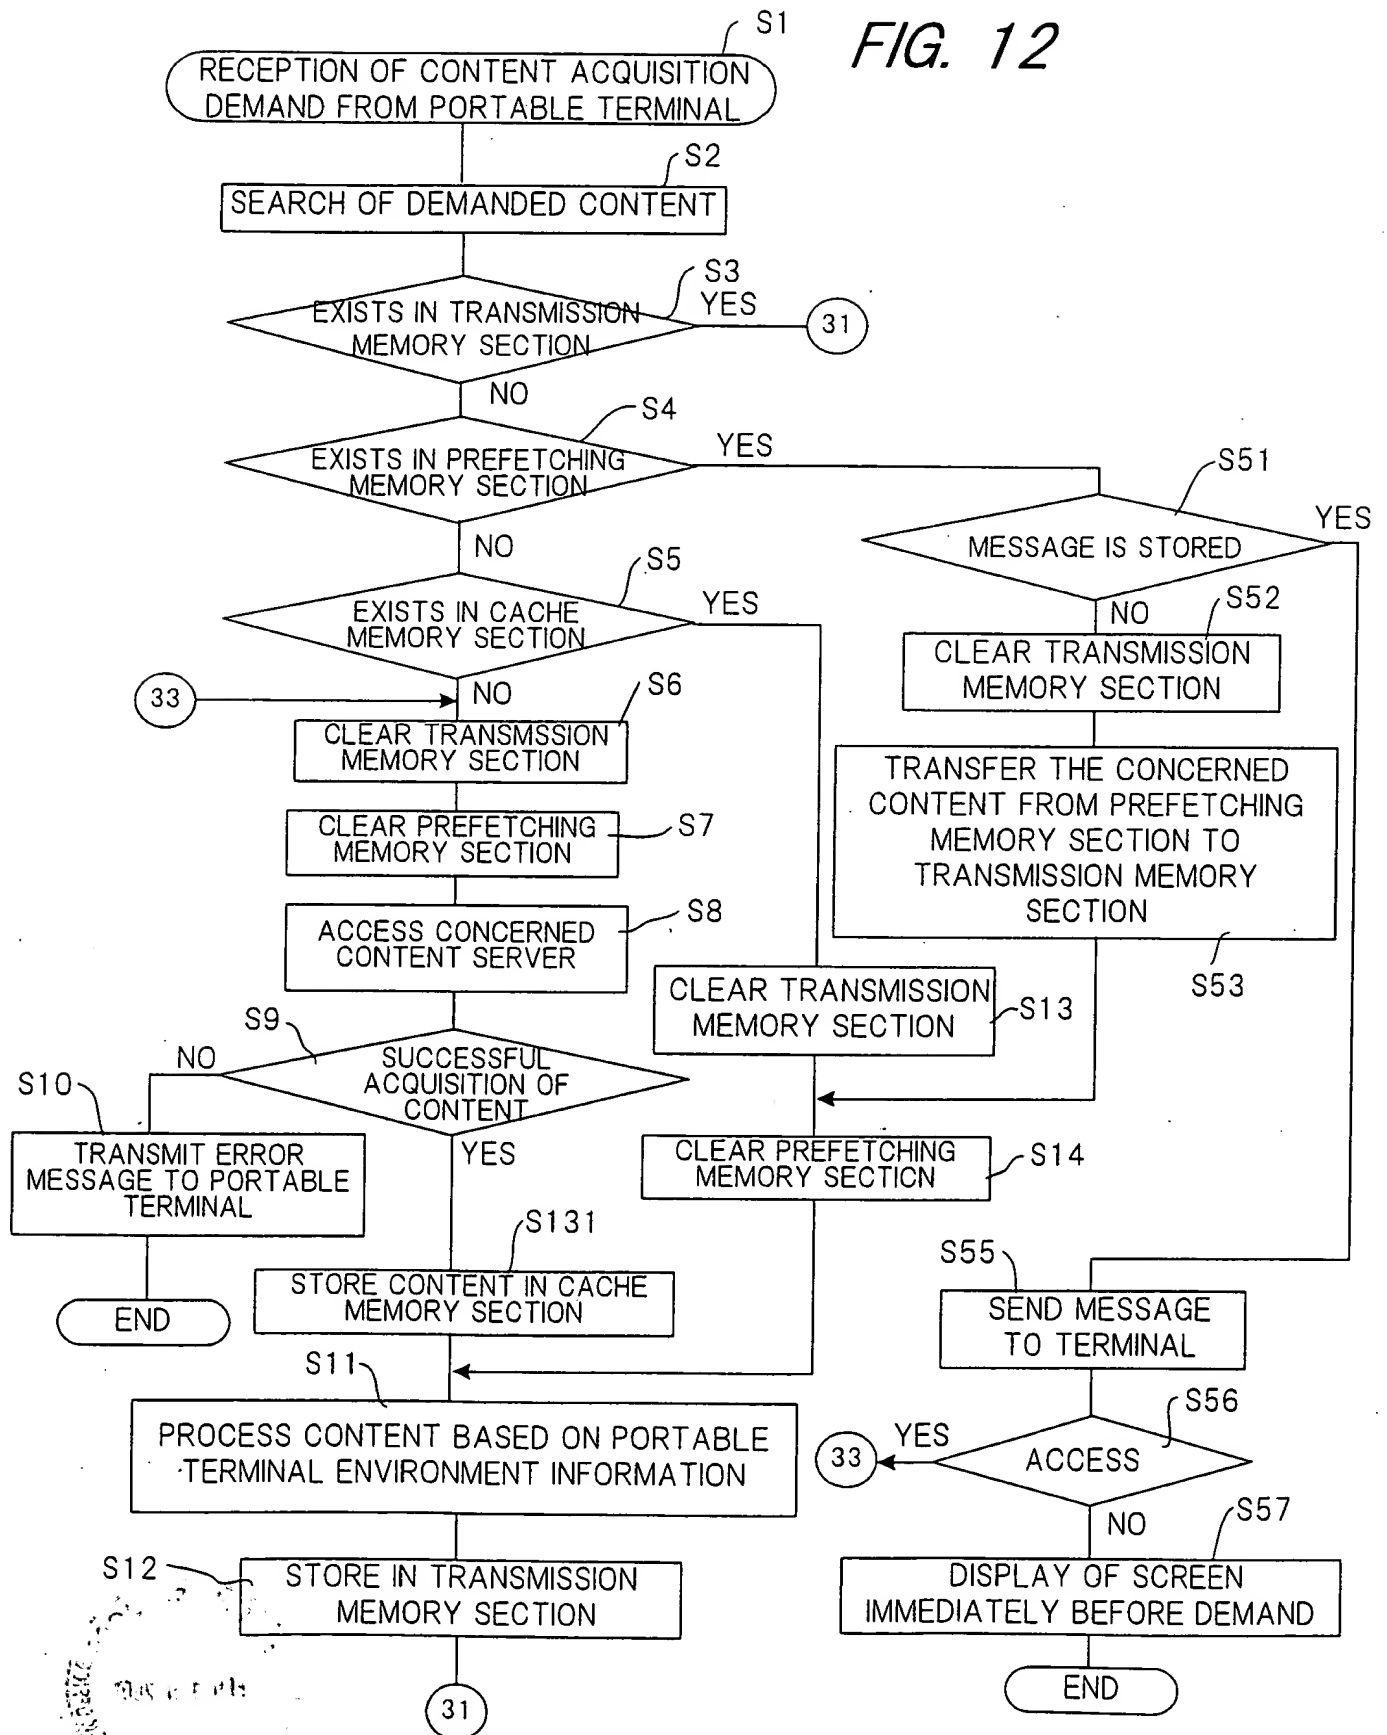 FIG. 12
S1
RECEPTION OF CONTENT ACQUISITION
DEMAND FROM PORTABLE TERMINAL
S2
SEARCH OF DEMANDED CONTENT
S3
EXISTS IN TRANSMISSION
MEMORY SECTION
YES
31
NO
S4
EXISTS IN PREFETCHING
MEMORY SECTION
YES
NO
S51
MESSAGE IS STORED
YES
NO
S5
EXISTS IN CACHE
MEMORY SECTION
YES
NO
S52
CLEAR TRANSMISSION
MEMORY SECTION
33
S6
CLEAR TRANSMSSION
MEMORY SECTION
S7
CLEAR PREFETCHING
MEMORY SECTION
TRANSFER THE CONCERNED
CONTENT FROM PREFETCHING
MEMORY SECTION TO
TRANSMISSION MEMORY
SECTION
S53
S8
ACCESS CONCERNED
CONTENT SERVER
CLEAR TRANSMISSION
MEMORY SECTION
S13
S9
SUCCESSFUL
ACQUISITION OF
CONTENT
NO
YES
S10
TRANSMIT ERROR
MESSAGE TO PORTABLE
TERMINAL
END
CLEAR PREFETCHING
MEMORY SECTICN
S14
S131
STORE CONTENT IN CACHE
MEMORY SECTION
S55
SEND MESSAGE
TO TERMINAL
S11
PROCESS CONTENT BASED ON PORTABLE
TERMINAL ENVIRONMENT INFORMATION
S56
ACCESS
YES
33
NO
S12
STORE IN TRANSMISSION
MEMORY SECTION
31
S57
DISPLAY OF SCREEN
IMMEDIATELY BEFORE DEMAND
END